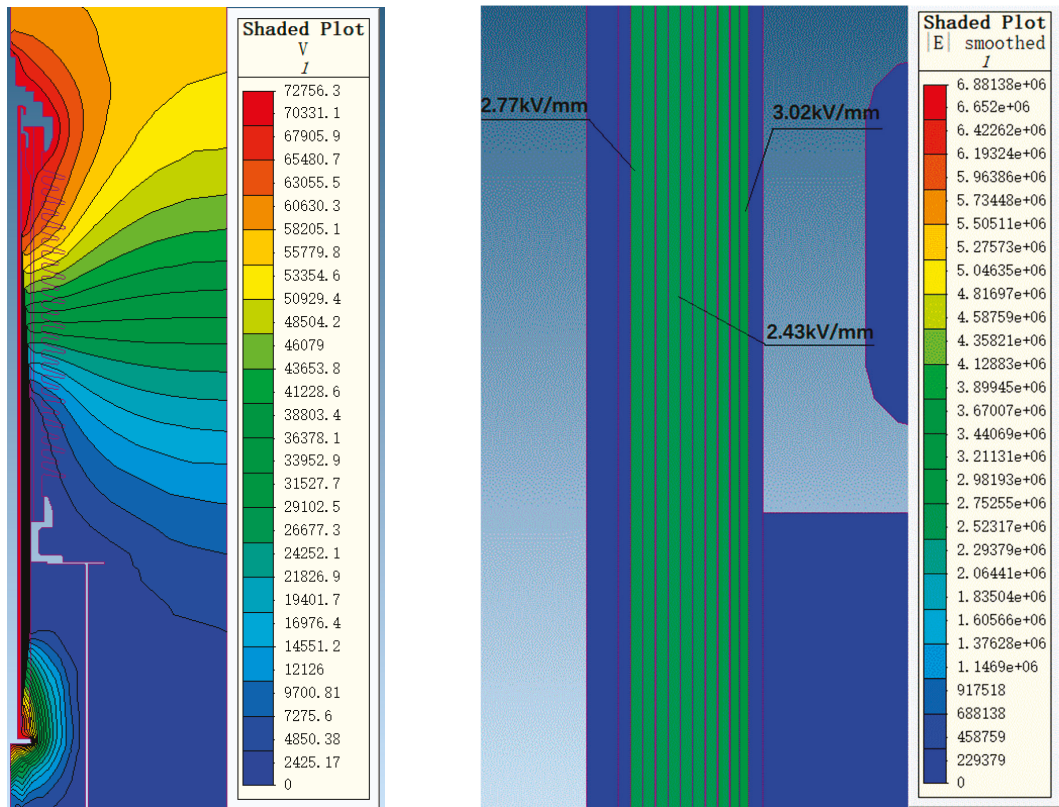 Shaded Plot
V
1
72756.3
70331.1
67905.9
65480.7
63055.5
60630.3
58205.1
55779.8
53354.6
50929.4
48504.2
46079
43653.8
41228.6
38803.4
36378.1
33952.9
31527.7
29102.5
26677.3
24252.1
21826.9
19401.7
16976.4
14551.2
12126
9700.81
7275.6
4850.38
2425.17
0
2.77kV/mm
3.02kV/mm
2.43kV/mm
Shaded Plot
|E| smoothed
1
6.88138e+06
6.652e+06
6.42262e+06
6.19324e+06
5.96386e+06
5.73448e+06
5.50511e+06
5.27573e+06
5.04635e+06
4.81697e+06
4.58759e+06
4.35821e+06
4.12883e+06
3.89945e+06
3.67007e+06
3.44069e+06
3.21131e+06
2.98193e+06
2.75255e+06
2.52317e+06
2.29379e+06
2.06441e+06
1.83504e+06
1.60566e+06
1.37628e+06
1.1469e+06
917518
688138
458759
229379
0